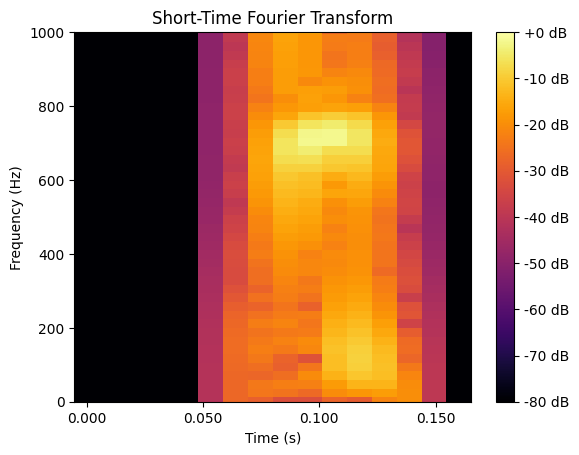 Short-Time Fourier Transform
1000
800
600
400
200
0
Frequency (Hz)
0.000
0.050
0.100
0.150
Time (s)
+0 dB
-10 dB
-20 dB
-30 dB
-40 dB
-50 dB
-60 dB
-70 dB
-80 dB